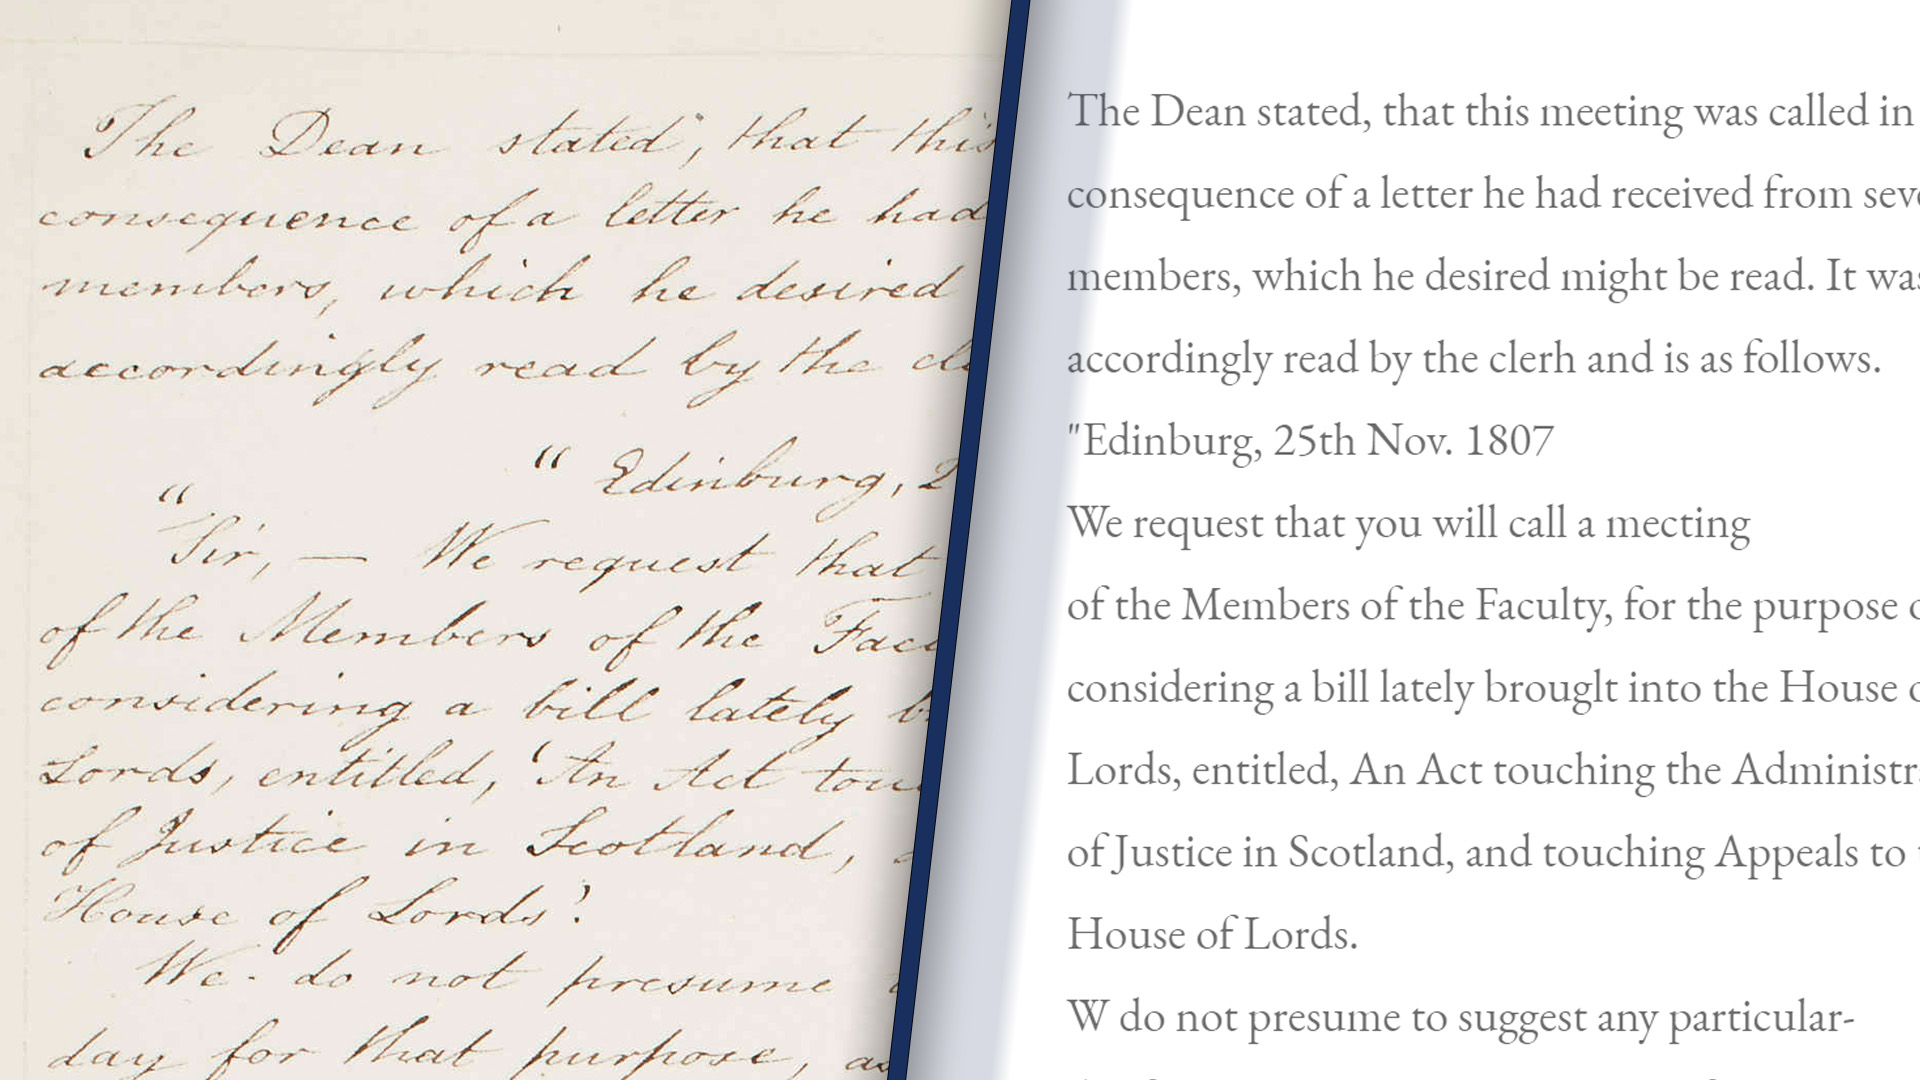 The Dean stated, that this
consequence of a letter he had
members, which he desired
accordingly read by the
" Edinburg, 2
"Sir, — We request that
of the Members of the
considering a bill lately
Lords, entitled, 'An Act
of Justice in Scotland,
House of Lords'.
We do not presume
day for that purpose, as
The Dean stated, that this meeting was called in
consequence of a letter he had received from
members, which he desired might be read. It was
accordingly read by the clerh and is as follows.
"Edinburg, 25th Nov. 1807
We request that you will call a mecting
of the Members of the Faculty, for the purpose
considering a bill lately brouglt into the House
Lords, entitled, An Act touching the
of Justice in Scotland, and touching Appeals to
House of Lords.
W do not presume to suggest any particular-